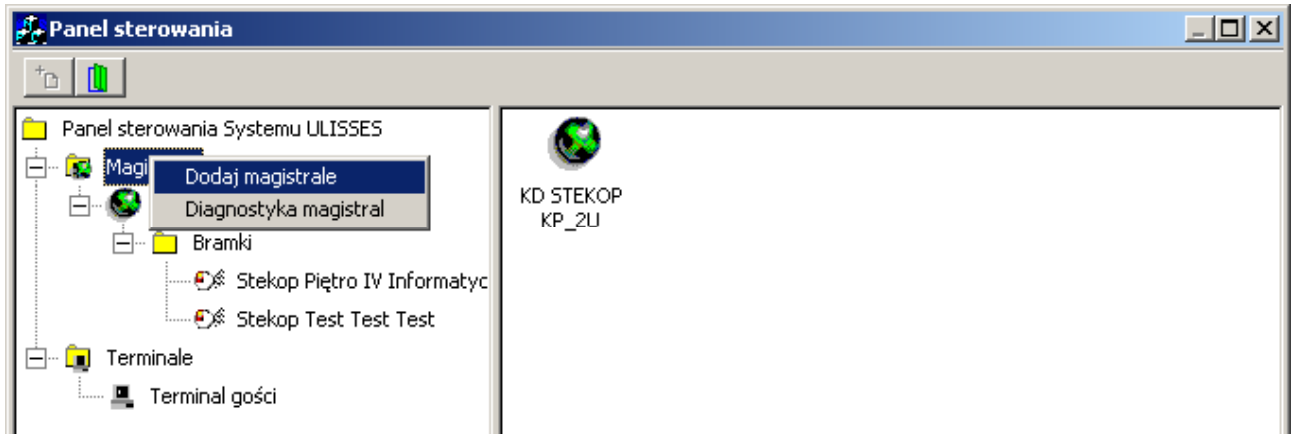 Panel sterowania
Panel sterowania Systemu ULISSES
Magi
Dodaj magistrale
Diagnostyka magistral
Bramki
Stekop Piętro IV Informatyc
Stekop Test Test Test
Terminale
Terminal gości
KD STEKOP
KP_2U